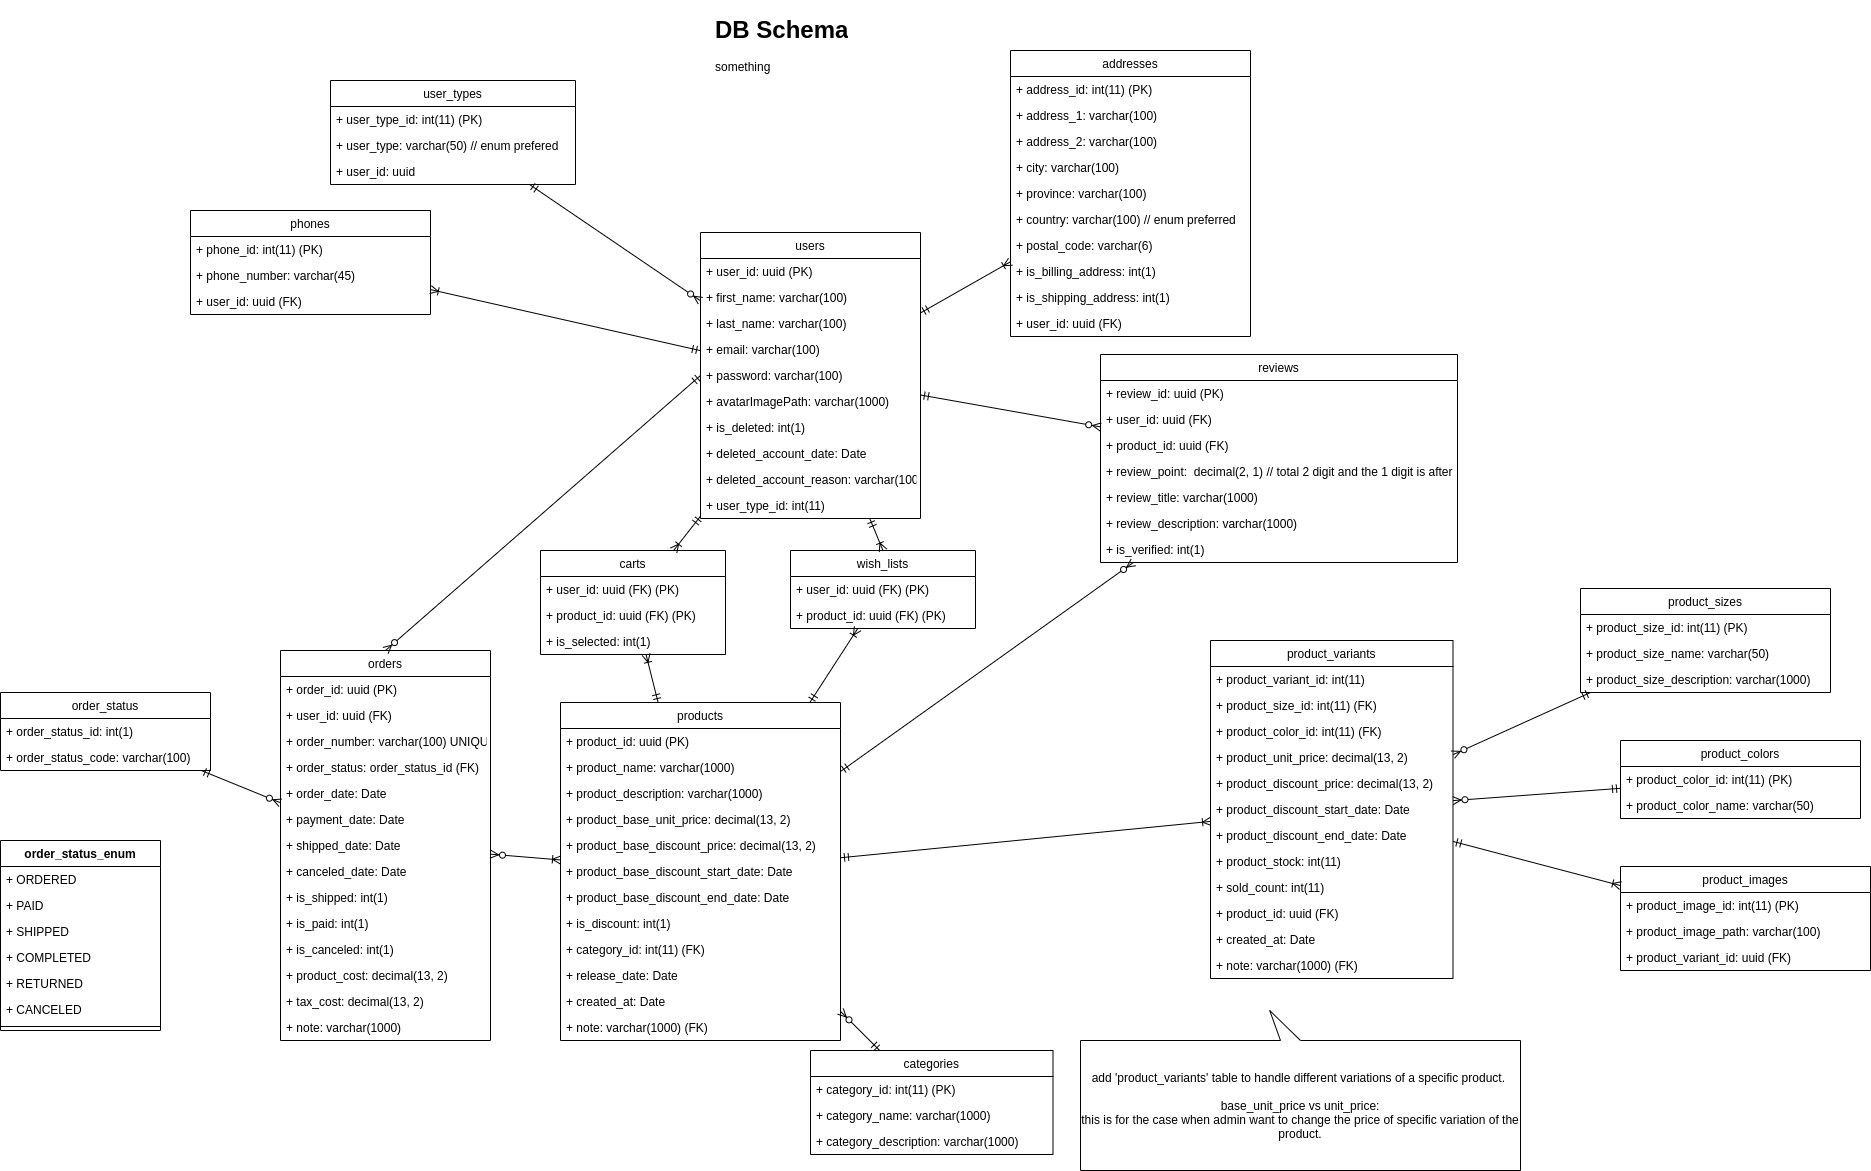 DB Schema
something
user_types
+ user_type_id: int(11) (PK)
+ user_type: varchar(50) // enum prefered
+ user_id: uuid
phones
+ phone_id: int(11) (PK)
+ phone_number: varchar(45)
+ user_id: uuid (FK)
users
+ user_id: uuid (PK)
+ first_name: varchar(100)
+ last_name: varchar(100)
+ email: varchar(100)
+ password: varchar(100)
+ avatarImagePath: varchar(1000)
+ is_deleted: int(1)
+ deleted_account_date: Date
+ deleted_account_reason: varchar(100
+ user_type_id: int(11)
addresses
+ address_id: int(11) (PK)
+ address_1: varchar(100)
+ address_2: varchar(100)
+ city: varchar(100)
+ province: varchar(100)
+ country: varchar(100) // enum preferred
+ postal_code: varchar(6)
+ is_billing_address: int(1)
+ is_shipping_address: int(1)
+ user_id: uuid (FK)
reviews
+ review_id: uuid (PK)
+ user_id: uuid (FK)
+ product_id: uuid (FK)
+ review_point:  decimal(2, 1) // total 2 digit and the 1 digit is after
+ review_title: varchar(1000)
+ review_description: varchar(1000)
+ is_verified: int(1)
carts
+ user_id: uuid (FK) (PK)
+ product_id: uuid (FK) (PK)
+ is_selected: int(1)
wish_lists
+ user_id: uuid (FK) (PK)
+ product_id: uuid (FK) (PK)
order_status
+ order_status_id: int(1)
+ order_status_code: varchar(100)
order_status_enum
+ ORDERED
+ PAID
+ SHIPPED
+ COMPLETED
+ RETURNED
+ CANCELED
orders
+ order_id: uuid (PK)
+ user_id: uuid (FK)
+ order_number: varchar(100) UNIQU
+ order_status: order_status_id (FK)
+ order_date: Date
+ payment_date: Date
+ shipped_date: Date
+ canceled_date: Date
+ is_shipped: int(1)
+ is_paid: int(1)
+ is_canceled: int(1)
+ product_cost: decimal(13, 2)
+ tax_cost: decimal(13, 2)
+ note: varchar(1000)
products
+ product_id: uuid (PK)
+ product_name: varchar(1000)
+ product_description: varchar(1000)
+ product_base_unit_price: decimal(13, 2)
+ product_base_discount_price: decimal(13, 2)
+ product_base_discount_start_date: Date
+ product_base_discount_end_date: Date
+ is_discount: int(1)
+ category_id: int(11) (FK)
+ release_date: Date
+ created_at: Date
+ note: varchar(1000) (FK)
categories
+ category_id: int(11) (PK)
+ category_name: varchar(1000)
+ category_description: varchar(1000)
product_variants
+ product_variant_id: int(11)
+ product_size_id: int(11) (FK)
+ product_color_id: int(11) (FK)
+ product_unit_price: decimal(13, 2)
+ product_discount_price: decimal(13, 2)
+ product_discount_start_date: Date
+ product_discount_end_date: Date
+ product_stock: int(11)
+ sold_count: int(11)
+ product_id: uuid (FK)
+ created_at: Date
+ note: varchar(1000) (FK)
product_sizes
+ product_size_id: int(11) (PK)
+ product_size_name: varchar(50)
+ product_size_description: varchar(1000)
product_colors
+ product_color_id: int(11) (PK)
+ product_color_name: varchar(50)
product_images
+ product_image_id: int(11) (PK)
+ product_image_path: varchar(100)
+ product_variant_id: uuid (FK)
add 'product_variants' table to handle different variations of a specific product.
base_unit_price vs unit_price:
this is for the case when admin want to change the price of specific variation of the
product.